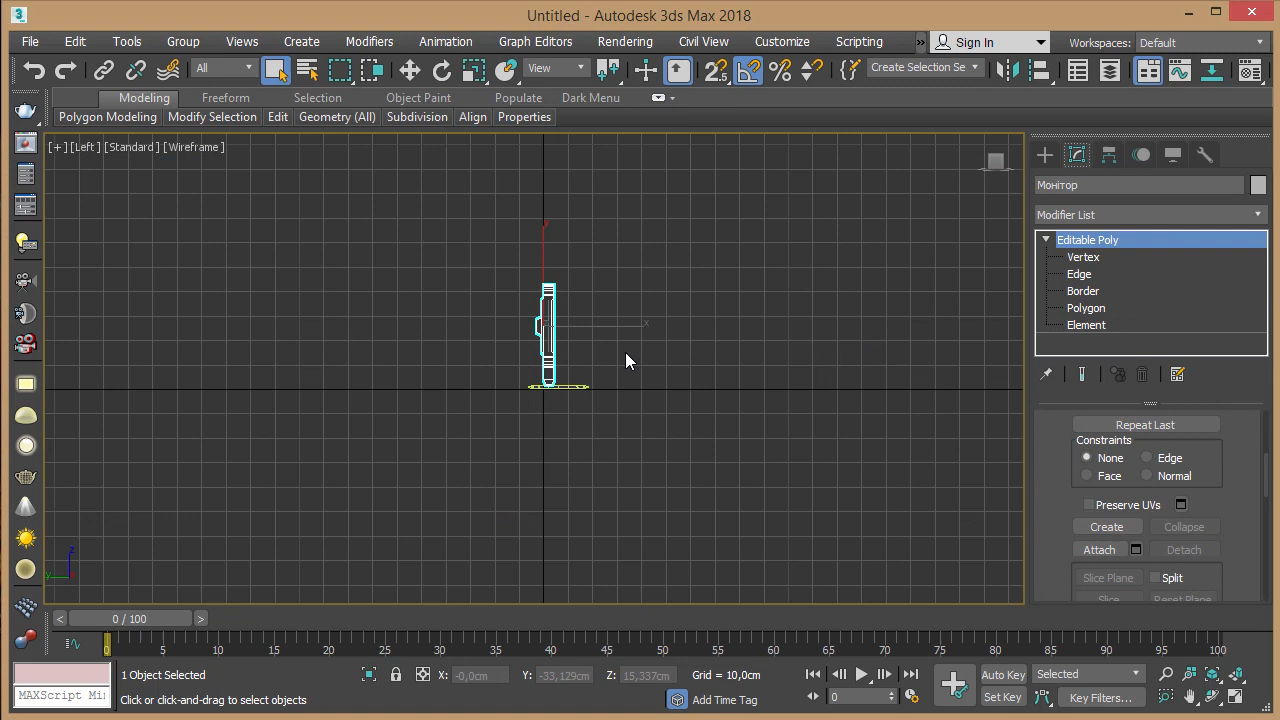 3 Untitled - Autodesk 3ds Max 2018
File Edit Tools Group Views Create Modifiers Animation Graph Editors Rendering Civil View Customize Scripting Sign In Workspaces: Default
All View Create Selection Se
Modeling Freeform Selection Object Paint Populate Dark Menu
Polygon Modeling Modify Selection Edit Geometry (All) Subdivision Align Properties
[+] [Left ] [Standard ] [Wireframe ]
Монітор
Modifier List
Editable Poly
Vertex
Edge
Border
Polygon
Element
y
x
Repeat Last
Constraints
None Edge
Face Normal
Preserve UVs
Create Collapse
Attach Detach
Slice Plane Split
Slice Reset Plane
z
y
< 0 / 100 >
0 5 10 15 20 25 30 35 40 45 50 55 60 65 70 75 80 85 90 95 100
1 Object Selected X: -0,0cm Y: -33,129cm Z: 15,337cm Grid = 10,0cm Auto Key Selected
MAXScript Mi Click or click-and-drag to select objects Add Time Tag 0 Set Key Key Filters...